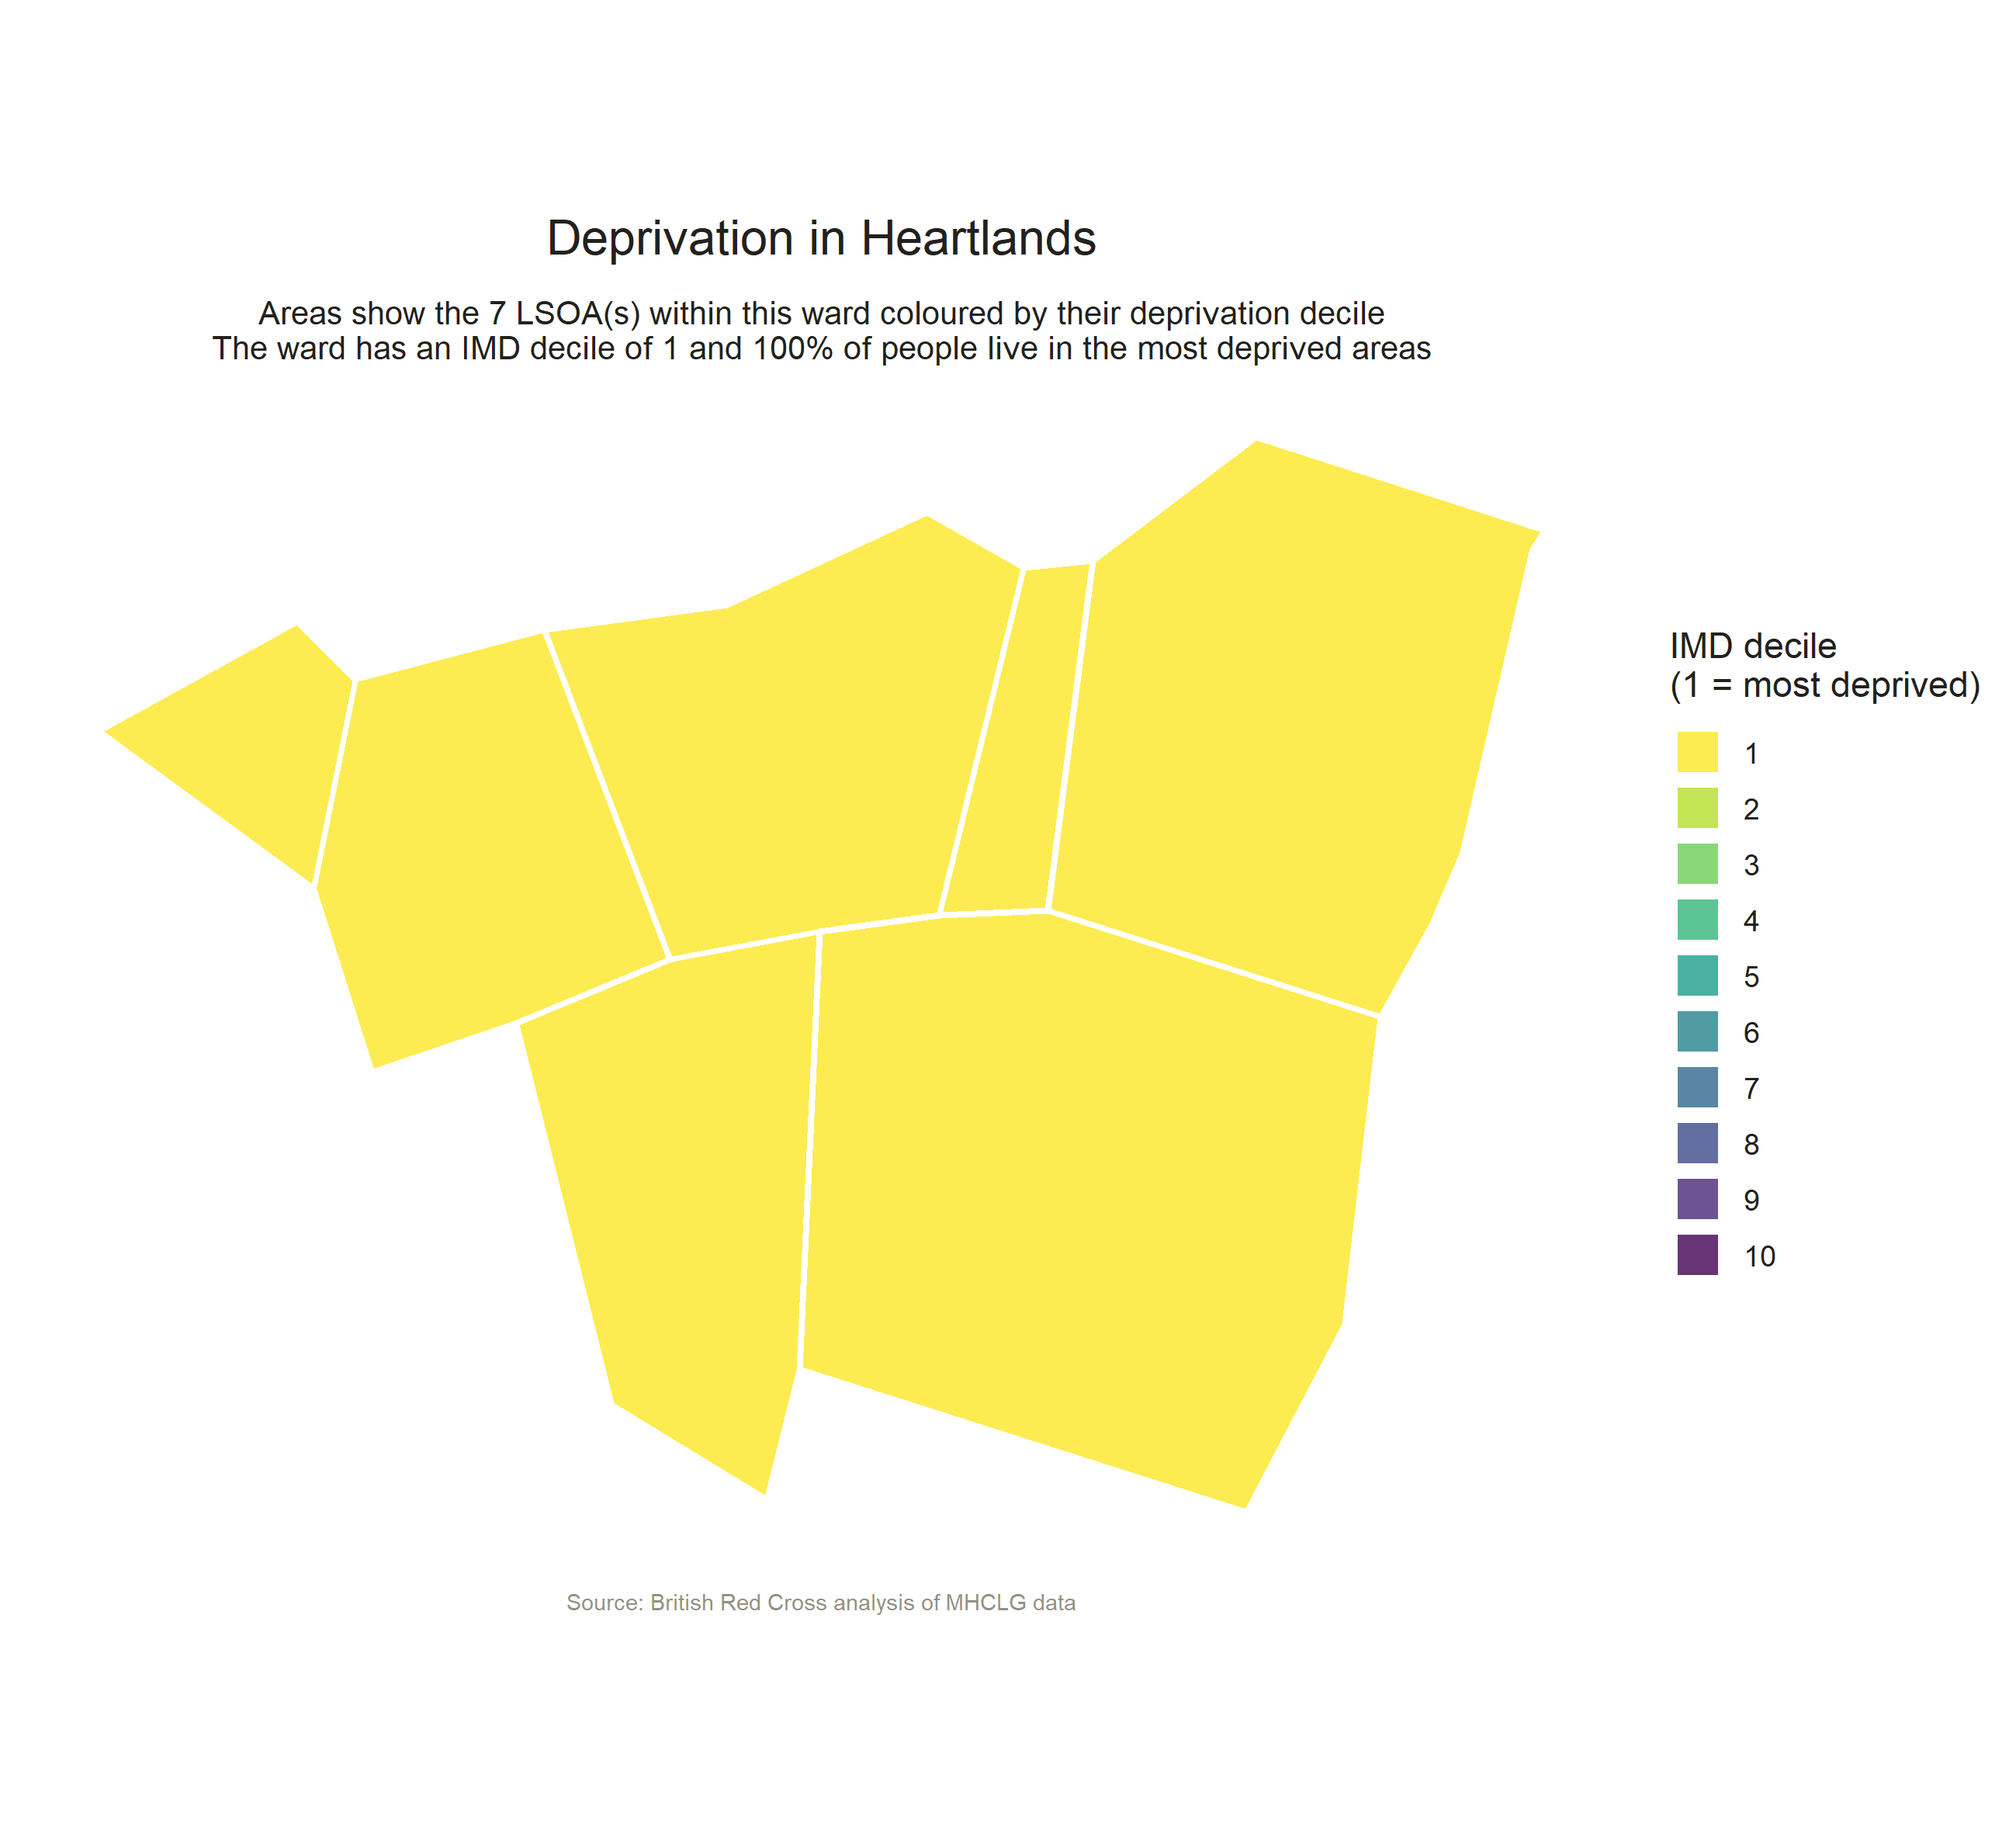 Deprivation in Heartlands
Areas show the 7 LSOA(s) within this ward coloured by their deprivation decile
The ward has an IMD decile of 1 and 100% of people live in the most deprived areas
IMD decile
(1 = most deprived)
1
2
3
4
5
6
7
8
9
10
Source: British Red Cross analysis of MHCLG data